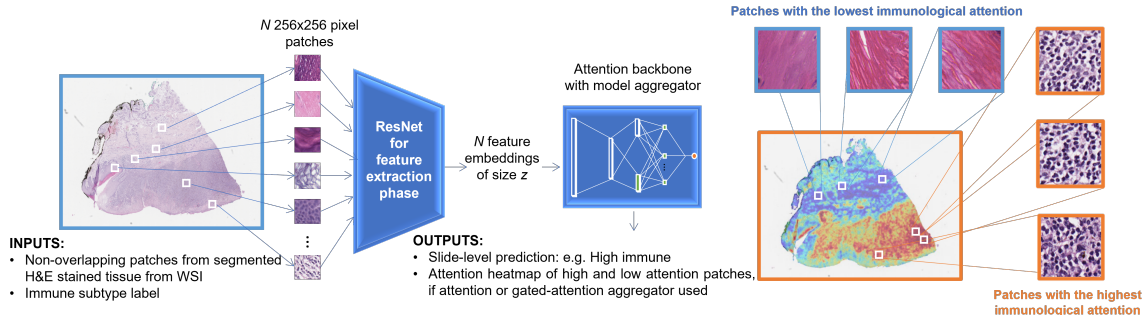 Patches with the lowest immunological attention
N 256x256 pixel
patches
Attention backbone
with model aggregator
ResNet
for
feature
extraction
phase
N feature
embeddings
of size z
...
INPUTS:
• Non-overlapping patches from segmented
H&E stained tissue from WSI
• Immune subtype label
OUTPUTS:
• Slide-level prediction: e.g. High immune
• Attention heatmap of high and low attention patches,
if attention or gated-attention aggregator used
Patches with the highest
immunological attention